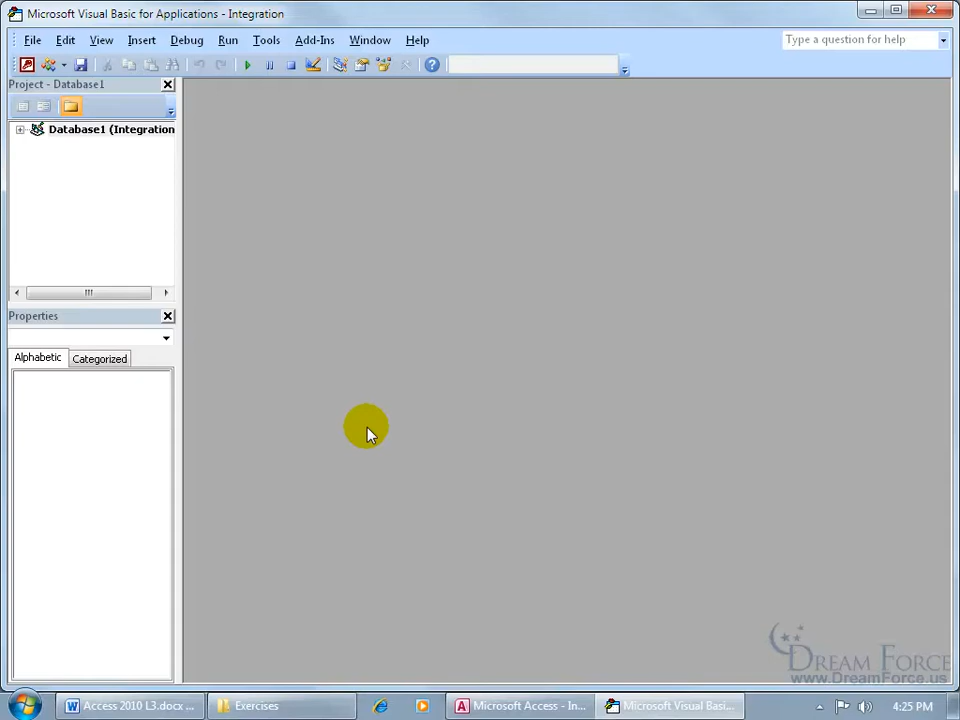 Microsoft Visual Basic for Applications - Integration
File Edit View Insert Debug Run Tools Add-Ins Window Help
Type a question for help
Project - Database1
Database1 (Integration
Properties
Alphabetic Categorized
DREAM FORCE
www.DreamForce.us
Access 2010 L3.docx ... Exercises Microsoft Access - In... Microsoft Visual Basi... 4:25 PM